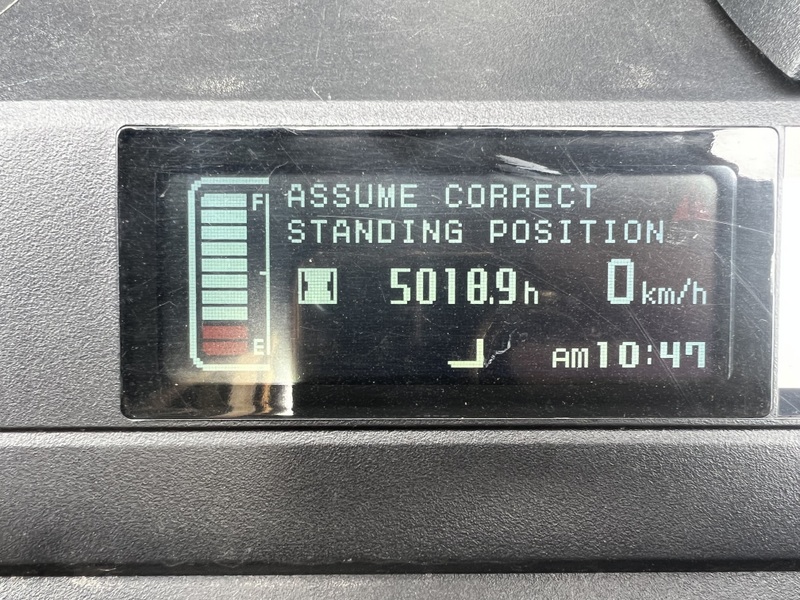 F
ASSUME CORRECT
STANDING POSITION
5018.9h
0km/h
E
AM10:47